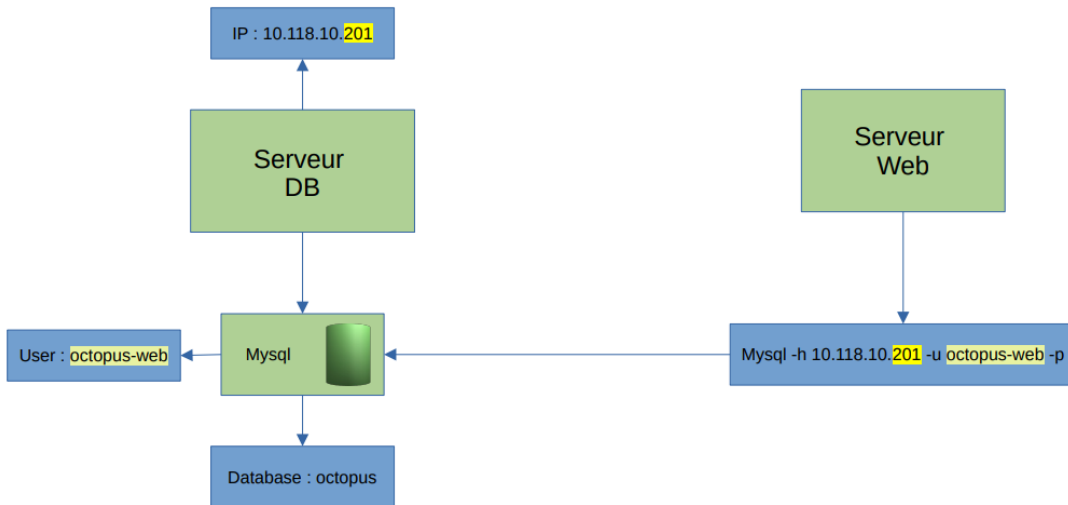 IP : 10.118.10.201
Serveur
DB
Serveur
Web
User : octopus-web
Mysql
Mysql -h 10.118.10.201 -u octopus-web -p
Database : octopus